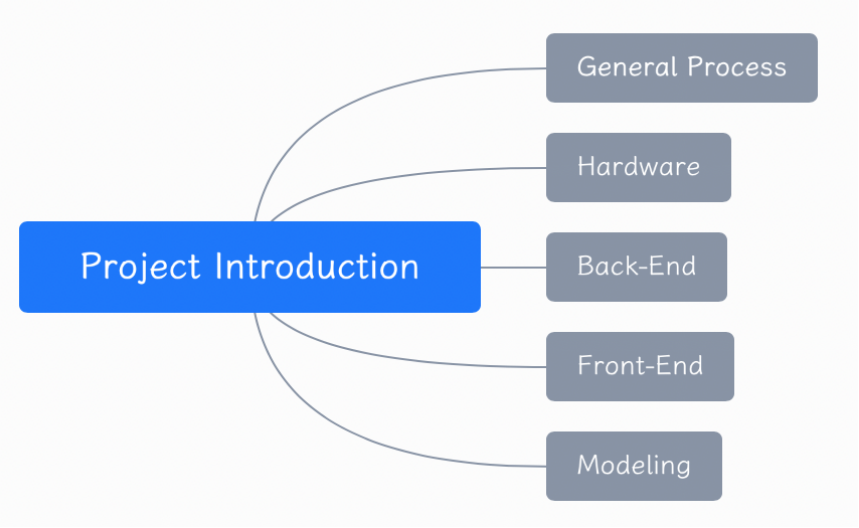 General Process
Hardware
Project Introduction
Back-End
Front-End
Modeling